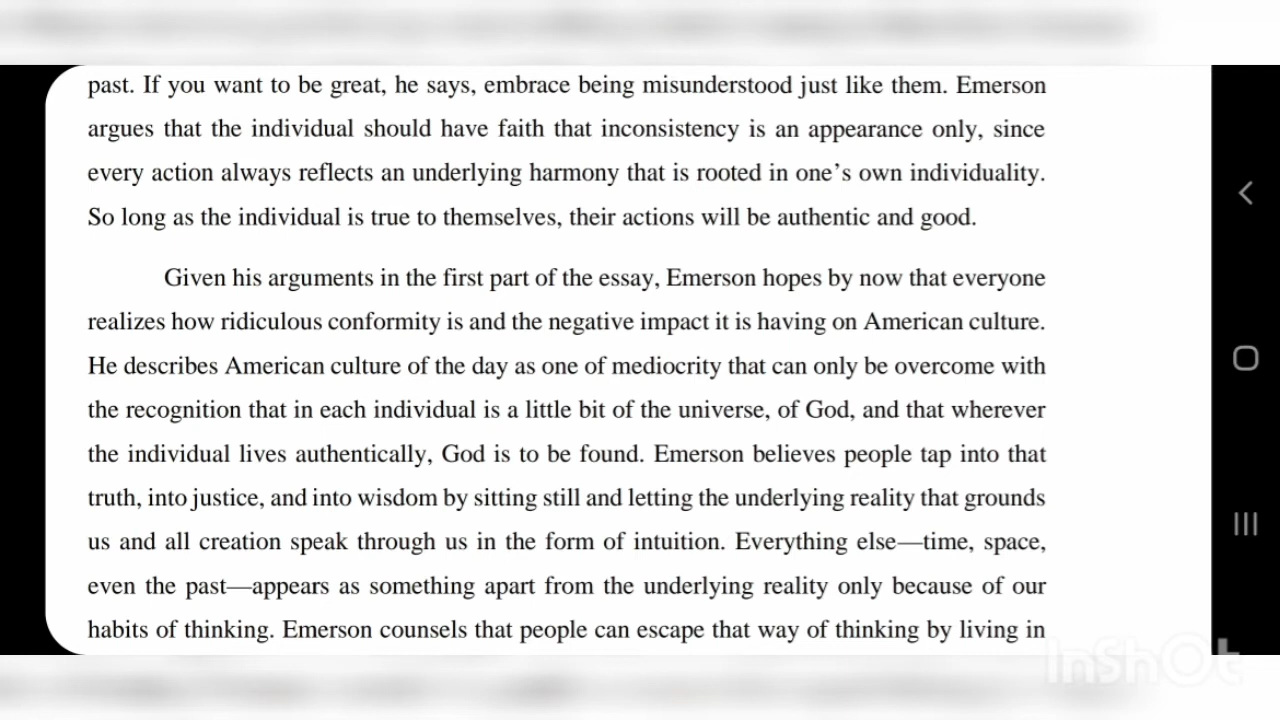 past. If you want to be great, he says, embrace being misunderstood just like them. Emerson
argues that the individual should have faith that inconsistency is an appearance only, since
every action always reflects an underlying harmony that is rooted in one’s own individuality.
So long as the individual is true to themselves, their actions will be authentic and good.
Given his arguments in the first part of the essay, Emerson hopes by now that everyone
realizes how ridiculous conformity is and the negative impact it is having on American culture.
He describes American culture of the day as one of mediocrity that can only be overcome with
the recognition that in each individual is a little bit of the universe, of God, and that wherever
the individual lives authentically, God is to be found. Emerson believes people tap into that
truth, into justice, and into wisdom by sitting still and letting the underlying reality that grounds
us and all creation speak through us in the form of intuition. Everything else—time, space,
even the past—appears as something apart from the underlying reality only because of our
habits of thinking. Emerson counsels that people can escape that way of thinking by living in
InShOt